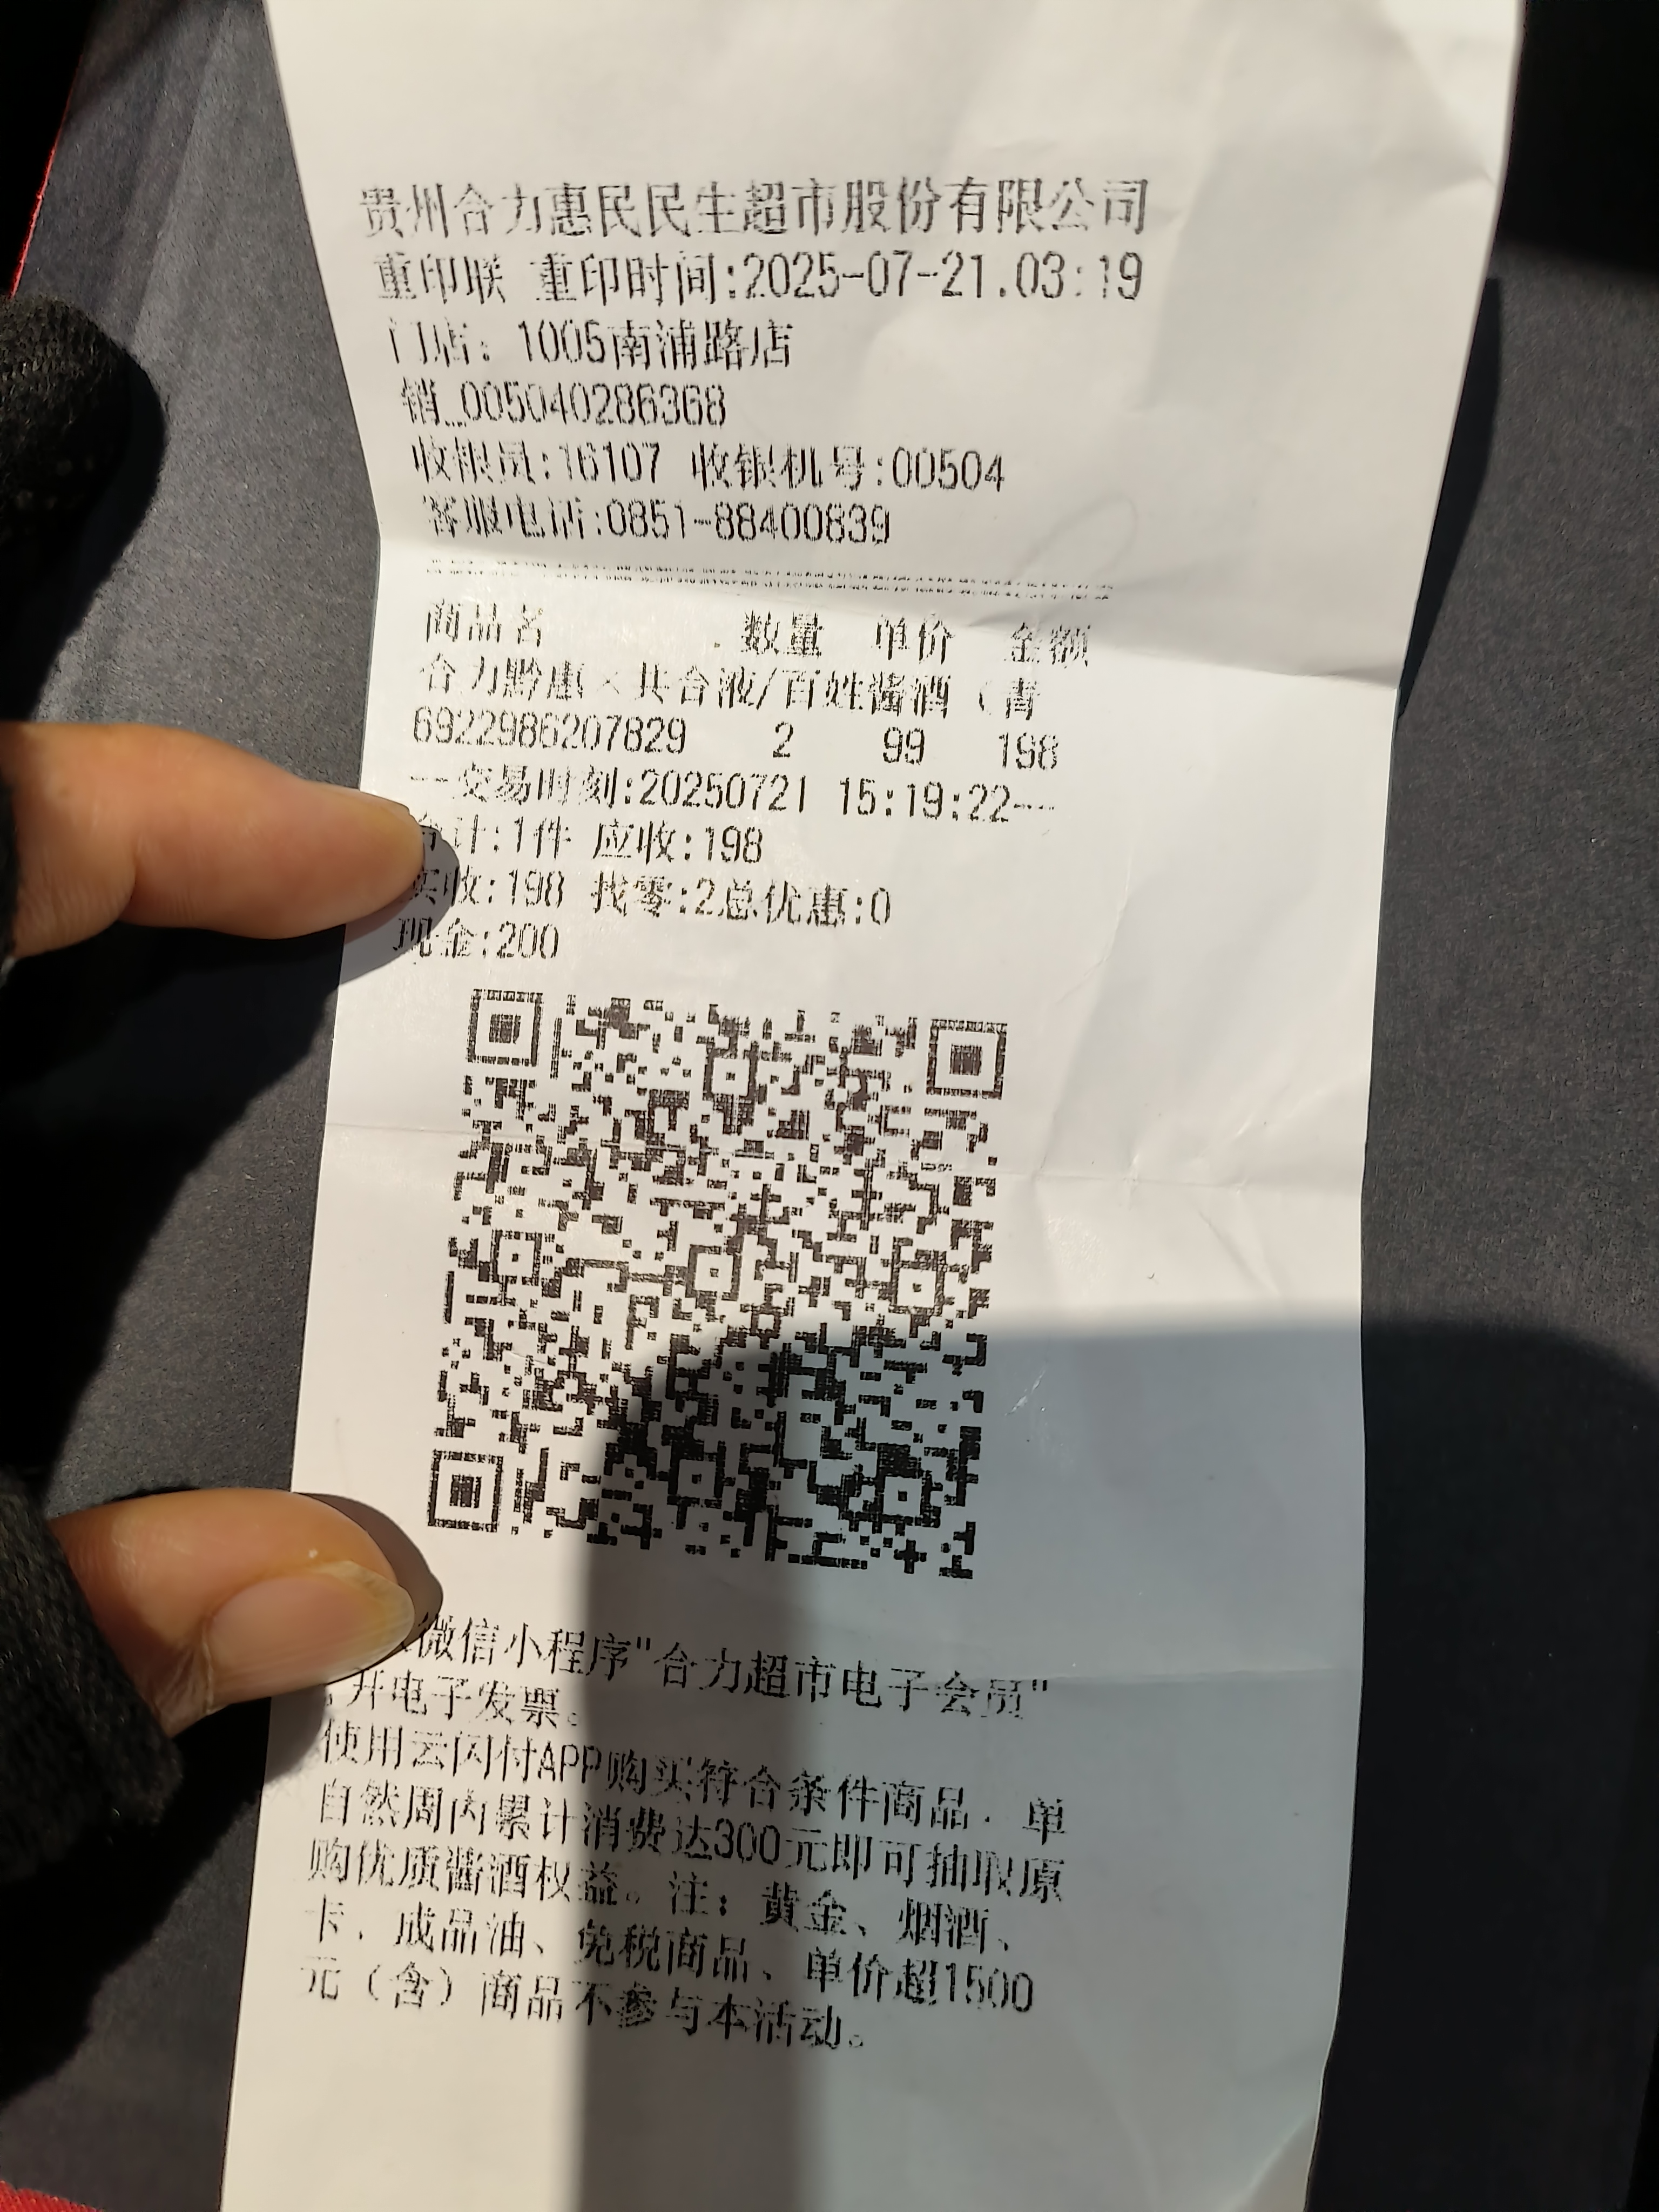 贵州合力惠民民生超市股份有限公司
重印联 重印时间:2025-07-21.03:19
门店：1005南浦路店
销_005040286368
收银员:16107 收银机号:00504
客服电话:0851-88400839
商品名 数量 单价 金额
合力黔惠×共合液/百姓酱酒（青
6922986207829 2 99 198
--交易时刻:20250721 15:19:22--
合计:1件 应收:198
实收:198 找零:2总优惠:0
现金:200
微信小程序"合力超市电子会员"
开电子发票。
使用云闪付APP购买符合条件商品，单
自然周内累计消费达300元即可抽取原
购优质酱酒权益。注：黄金、烟酒、
卡、成品油、免税商品、单价超1500
元（含）商品不参与本活动。